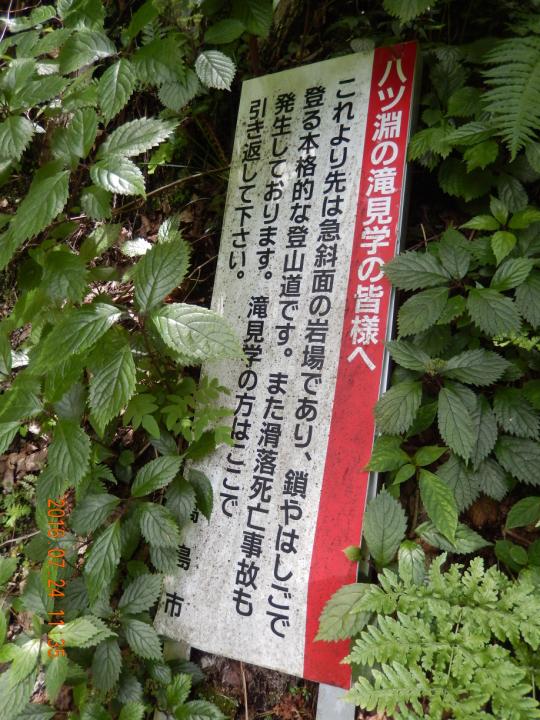 八ツ淵の滝見学の皆様へ
これより先は急斜面の岩場であり、鎖やはしごで
登る本格的な登山道です。また滑落死亡事故も
発生しております。滝見学の方はここで
引き返して下さい。
島市
2016 07 24 11:35